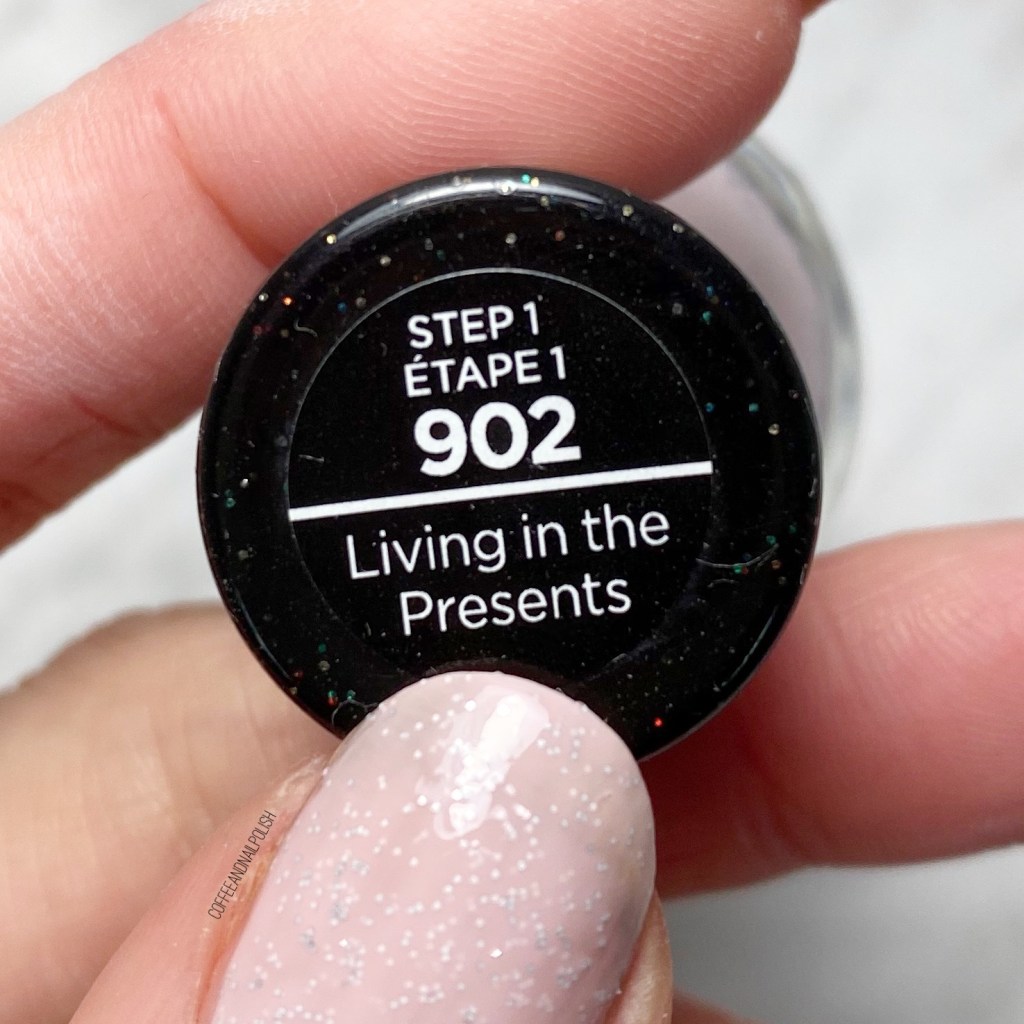 STEP 1
ÉTAPE 1
902
Living in the
Presents
COFFEEANDNAILPOLISH